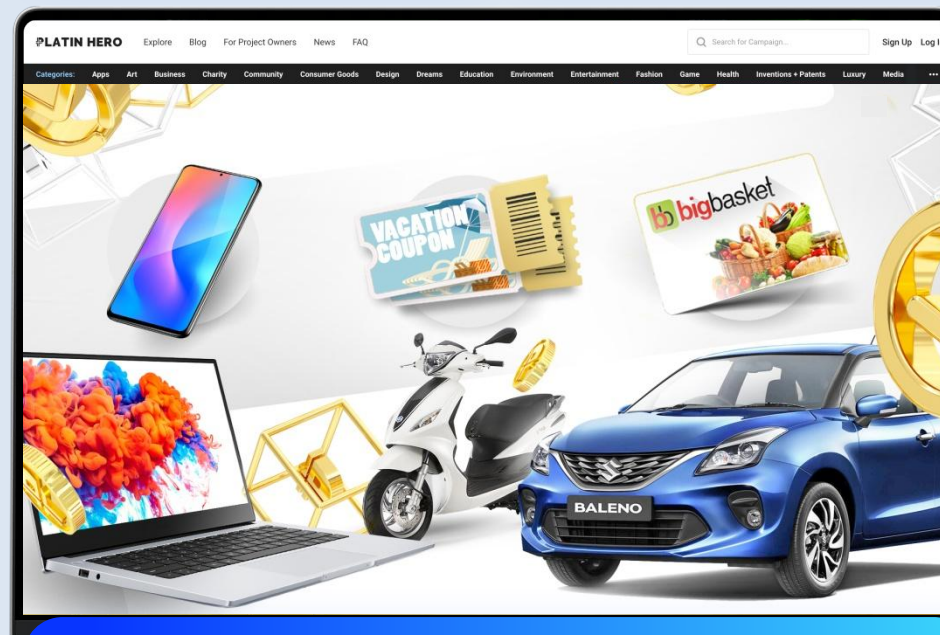 PLATIN HERO Explore Blog For Project Owners News FAQ Search for Campaign... Sign Up Log
Categories: Apps Art Business Charity Community Consumer Goods Design Dreams Education Environment Entertainment Fashion Game Health Inventions + Patents Luxury Media ...
VACATION
COUPON
bb bigbasket
BALENO